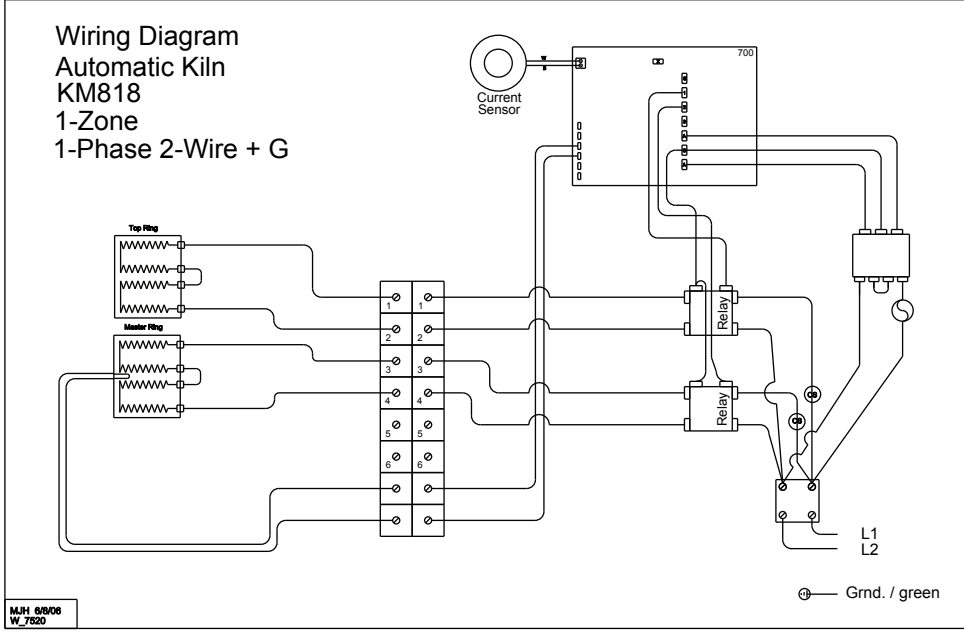 Wiring Diagram
Automatic Kiln
KM818
1-Zone
1-Phase 2-Wire + G
Current
Sensor
700
Top Ring
Master Ring
1 1
2 2
3 3
4 4
5 5
6 6
Relay
Relay
CS
CS
L1
L2
Grnd. / green
MJH 6/8/06
W_7520